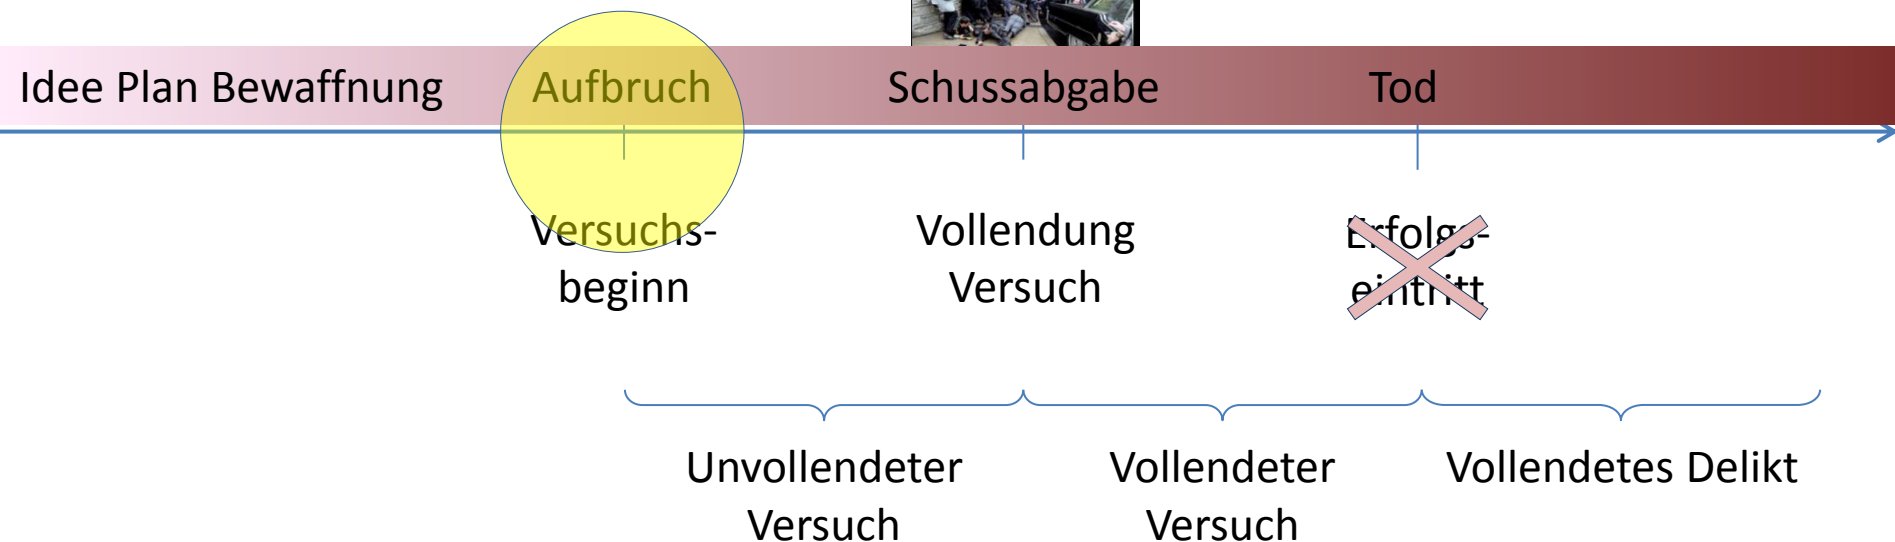 Idee Plan Bewaffnung Aufbruch Schussabgabe Tod
Versuchs-
beginn
Vollendung
Versuch
Erfolgs-
eintritt
Unvollendeter
Versuch
Vollendeter
Versuch
Vollendetes Delikt